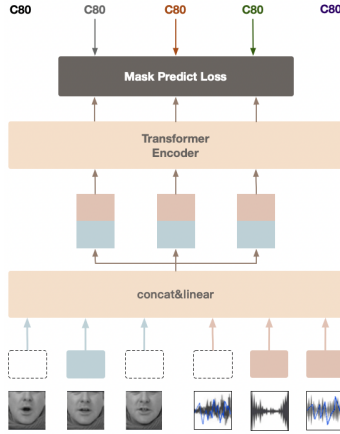 C80 C80 C80 C80 C80
Mask Predict Loss
Transformer
Encoder
concat&linear